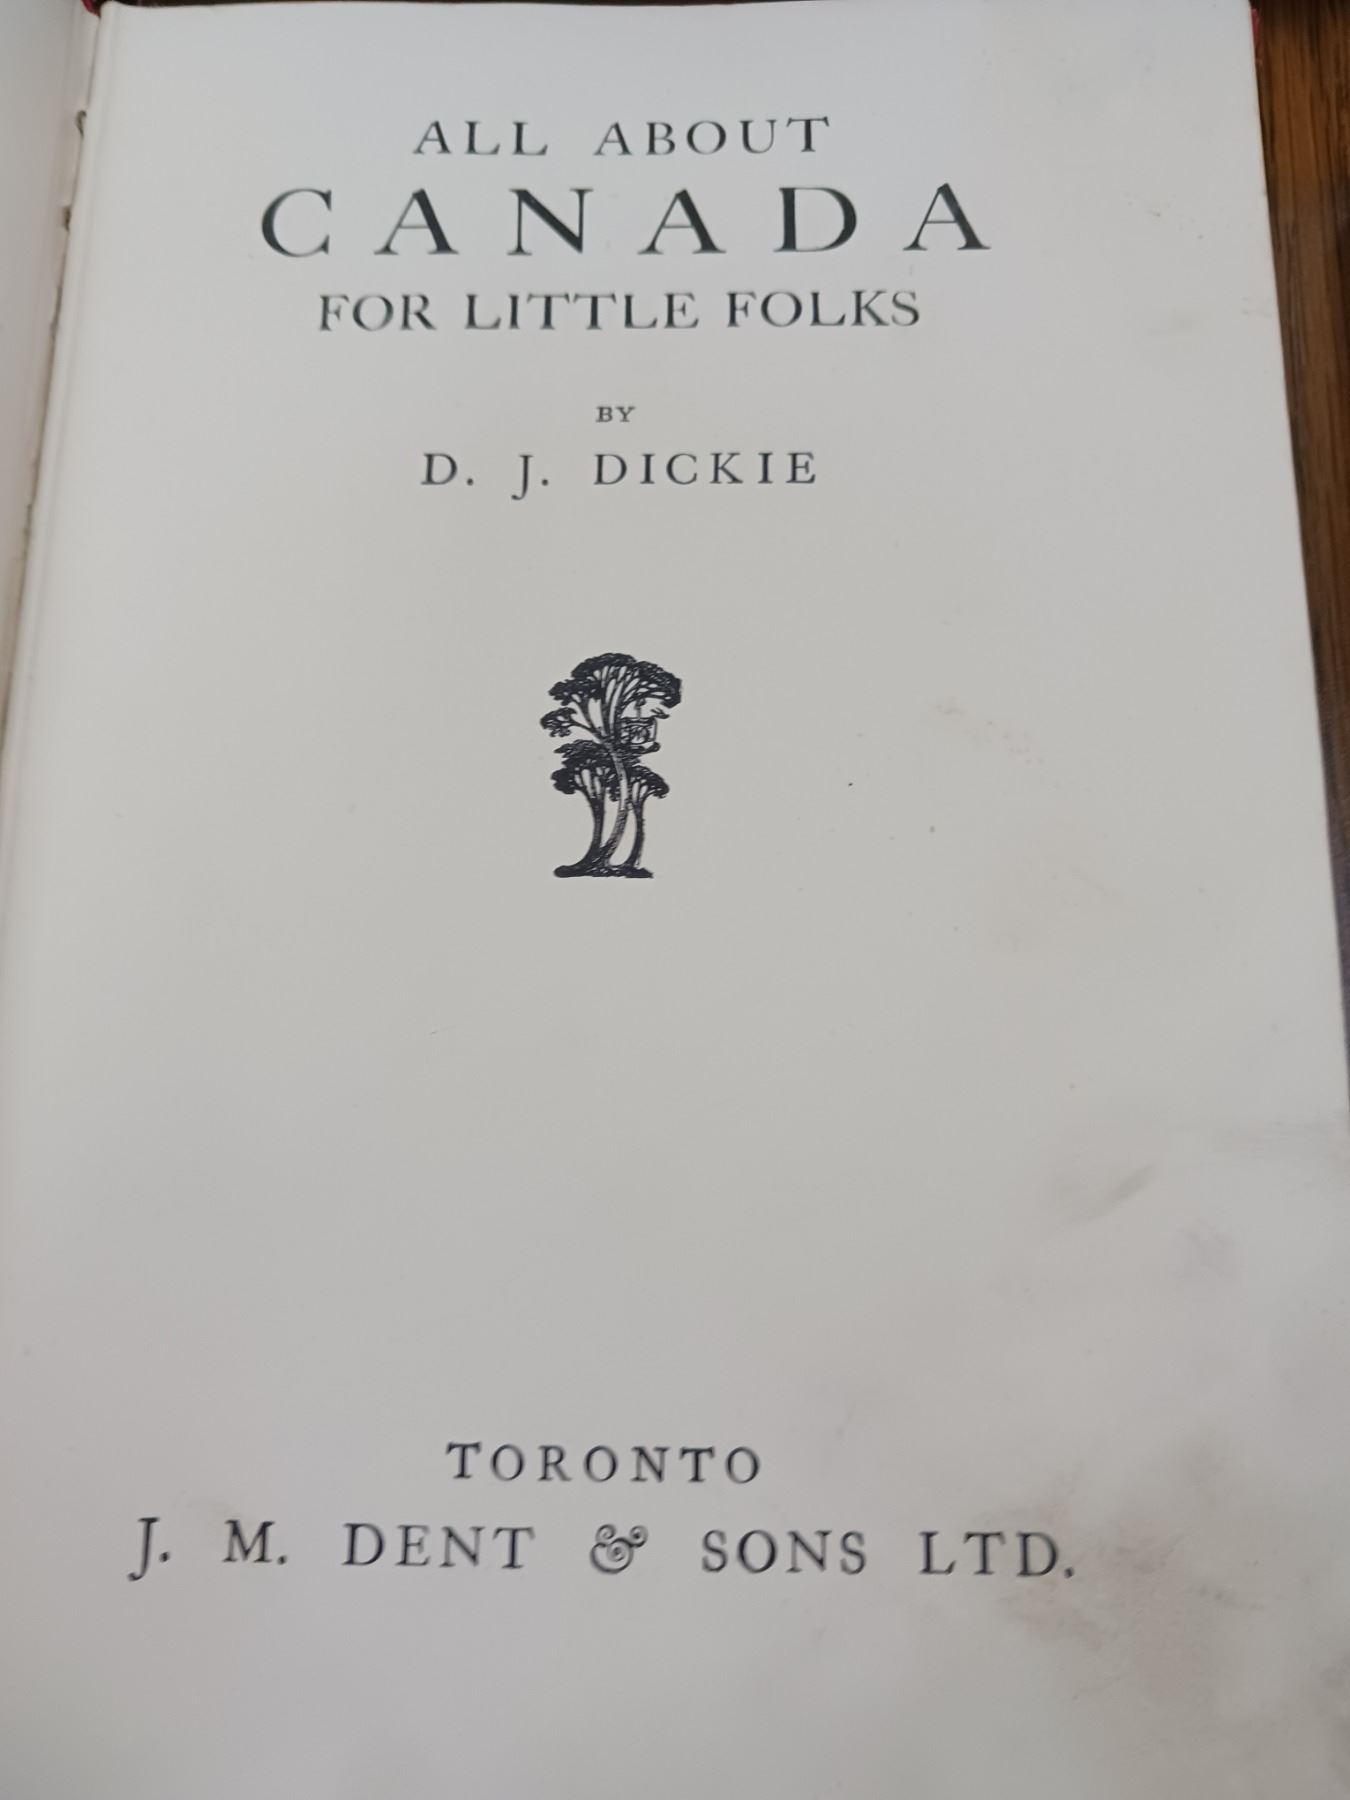 ALL ABOUT
CANADA
FOR LITTLE FOLKS
BY
D. J. DICKIE
TORONTO
J. M. DENT & SONS LTD.